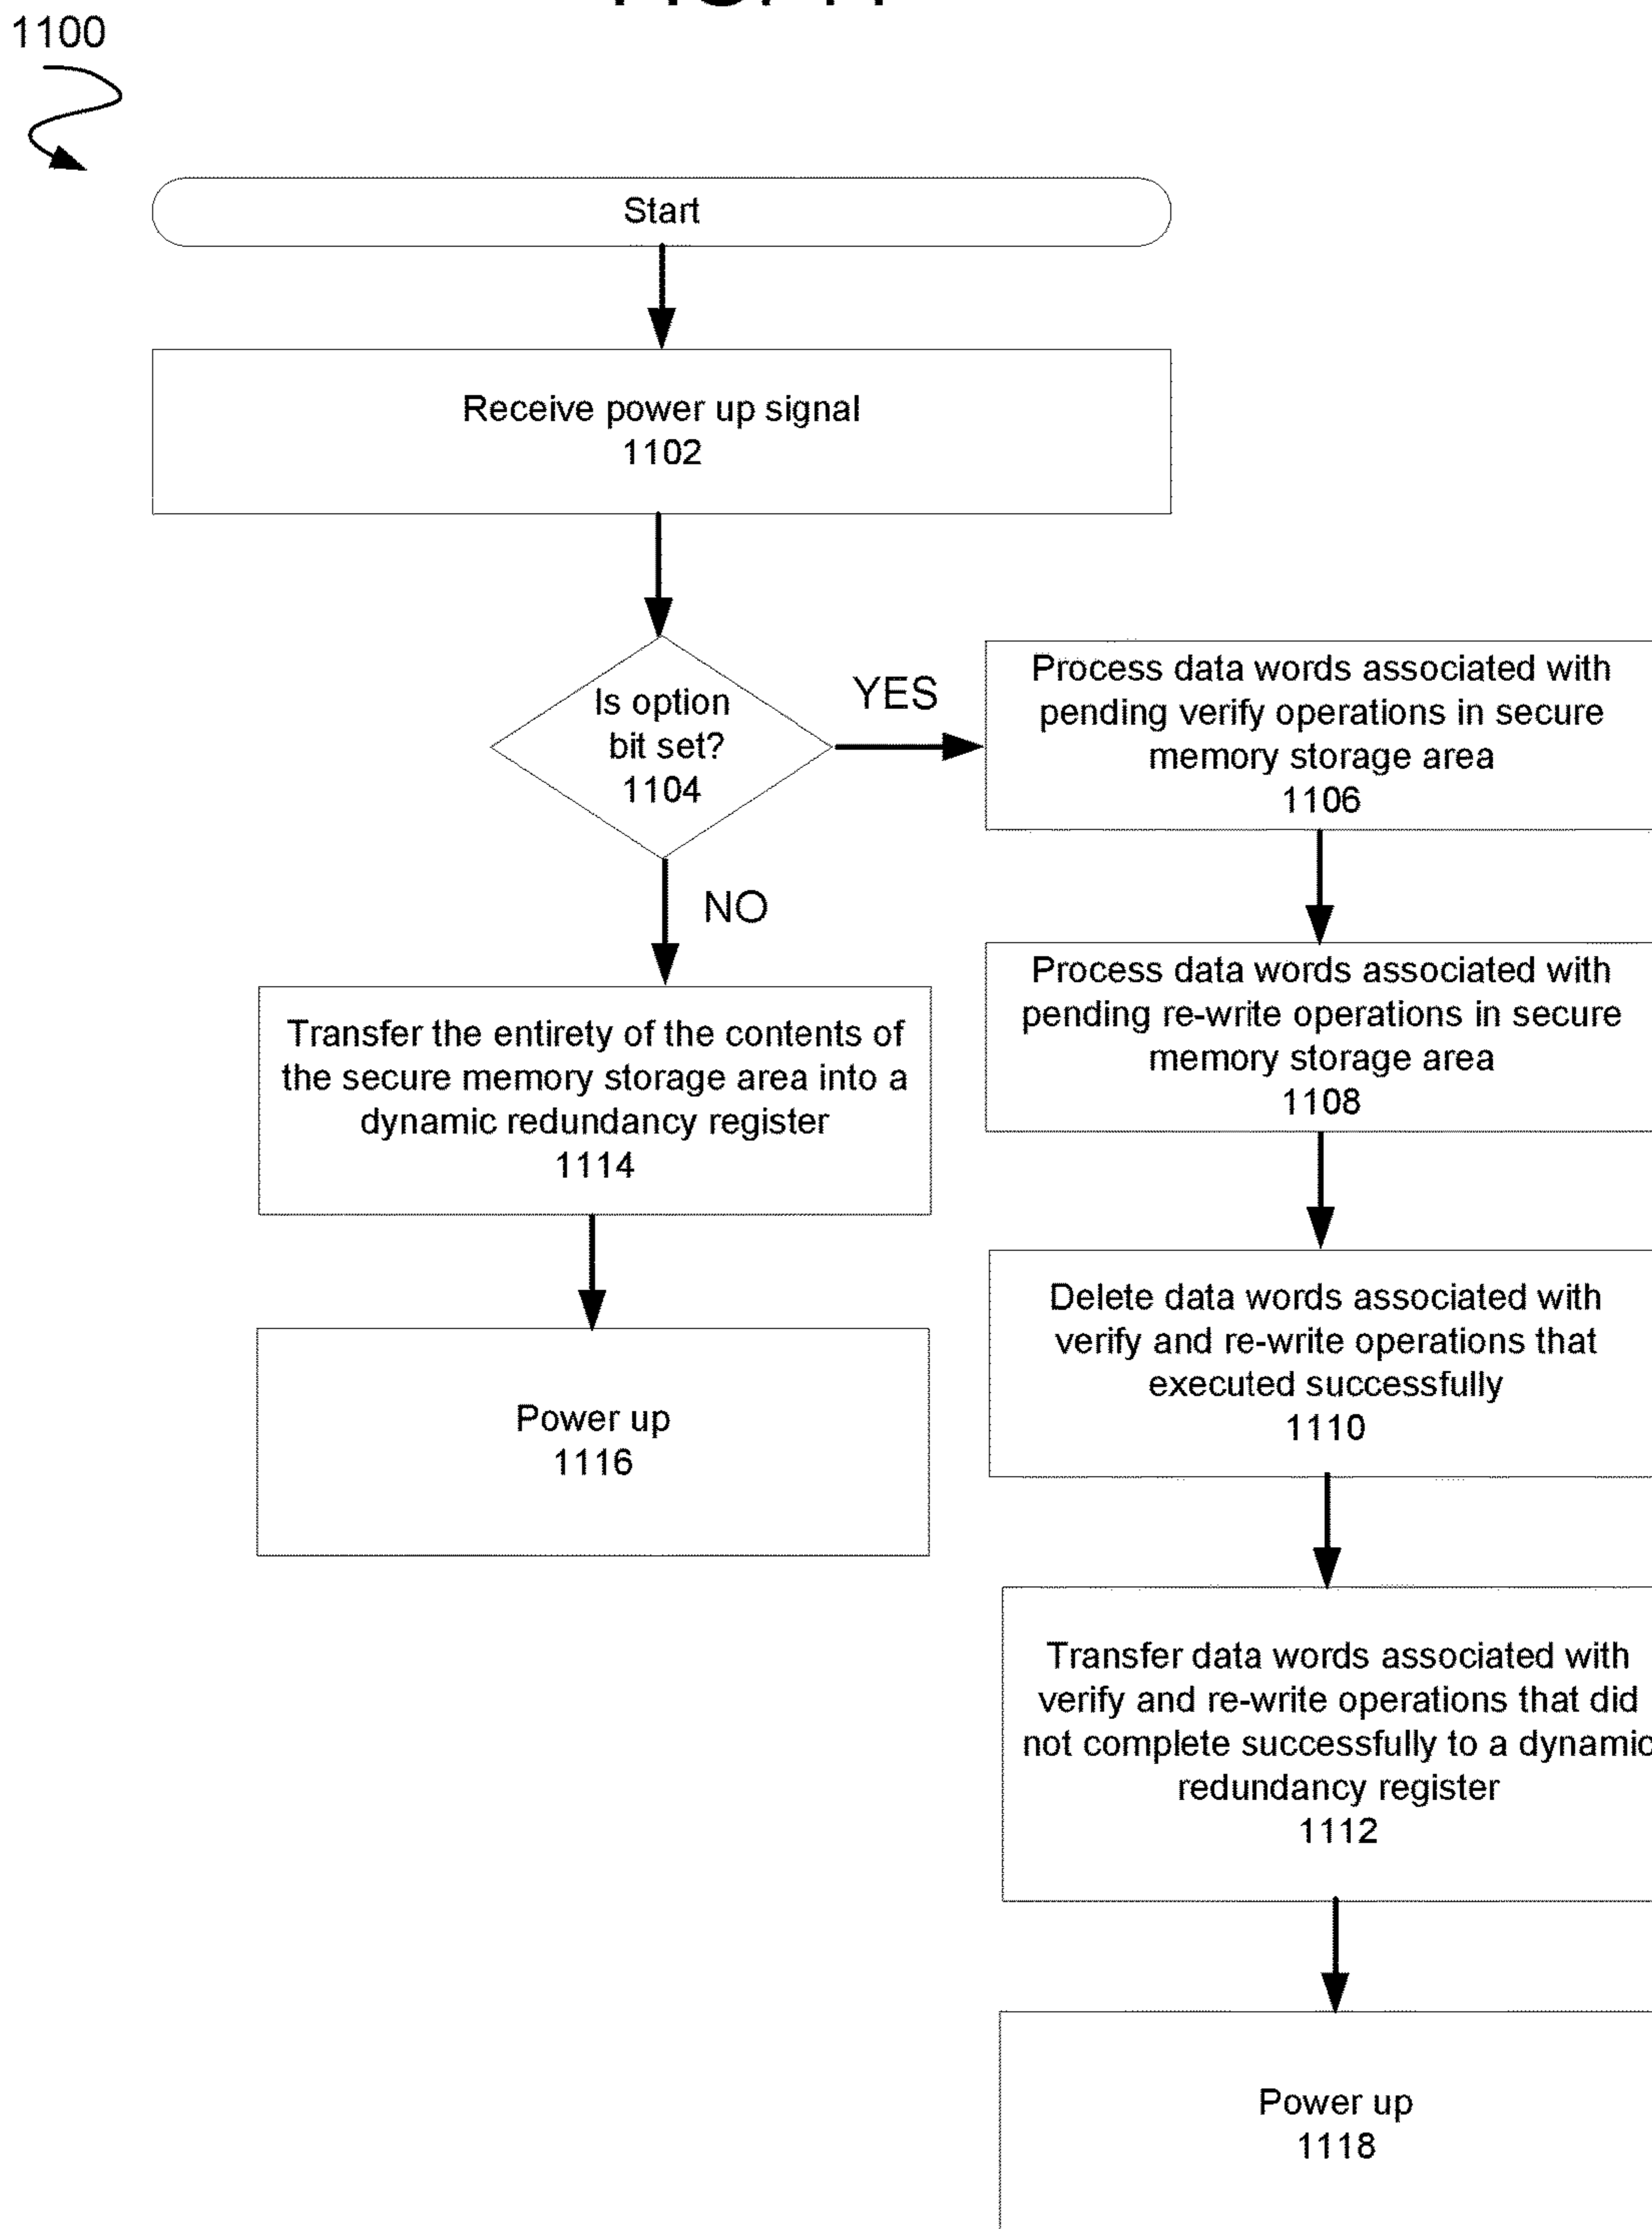 1100
Start
Receive power up signal
1102
Is option
bit set?
1104
YES
NO
Process data words associated with
pending verify operations in secure
memory storage area
1106
Process data words associated with
pending re-write operations in secure
memory storage area
1108
Transfer the entirety of the contents of
the secure memory storage area into a
dynamic redundancy register
1114
Delete data words associated with
verify and re-write operations that
executed successfully
1110
Power up
1116
Transfer data words associated with
verify and re-write operations that did
not complete successfully to a dynamic
redundancy register
1112
Power up
1118